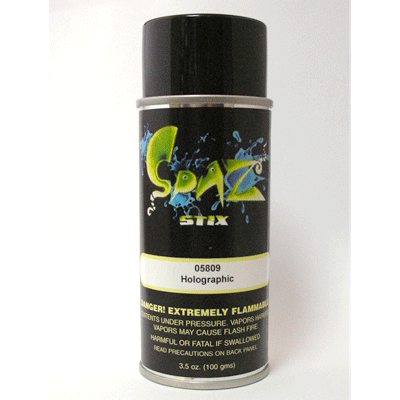 Spaz
STIX
05809
Holographic
DANGER! EXTREMELY FLAMMABLE
CONTENTS UNDER PRESSURE. VAPORS HARMFUL
VAPORS MAY CAUSE FLASH FIRE.
HARMFUL OR FATAL IF SWALLOWED.
READ PRECAUTIONS ON BACK PANEL
3.5 oz. (100 gms)